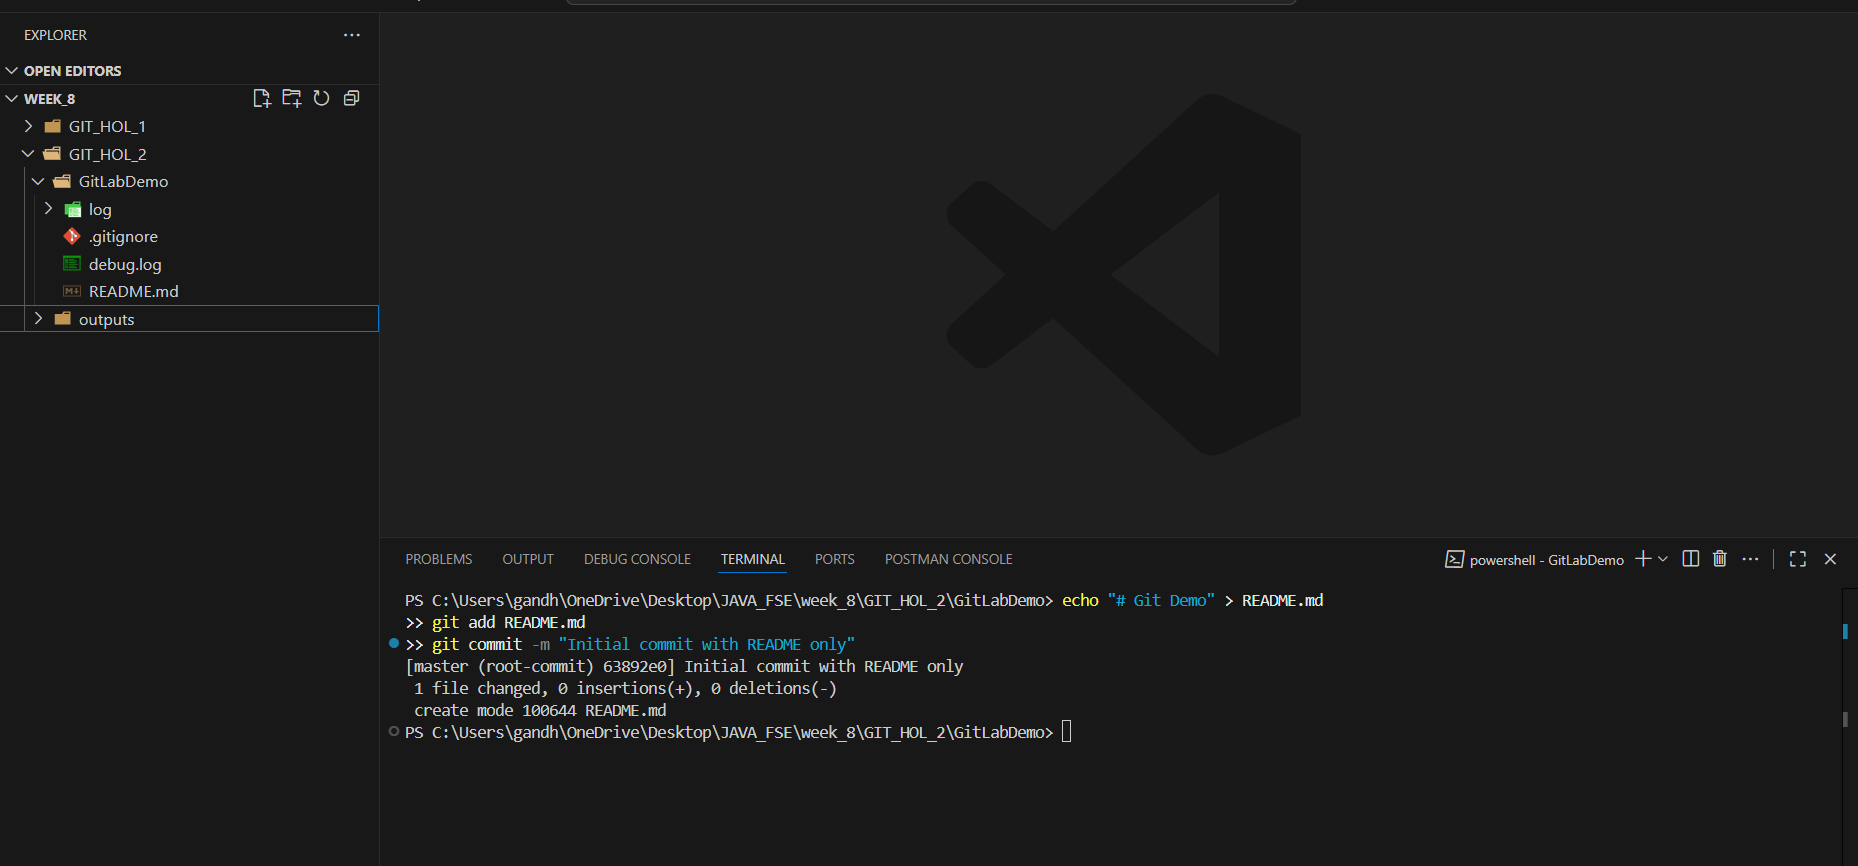 EXPLORER
OPEN EDITORS
WEEK_8
GIT_HOL_1
GIT_HOL_2
GitLabDemo
log
.gitignore
debug.log
README.md
outputs
PROBLEMS OUTPUT DEBUG CONSOLE TERMINAL PORTS POSTMAN CONSOLE powershell - GitLabDemo
PS C:\Users\gandh\OneDrive\Desktop\JAVA_FSE\week_8\GIT_HOL_2\GitLabDemo> echo "# Git Demo" > README.md
>> git add README.md
>> git commit -m "Initial commit with README only"
[master (root-commit) 63892e0] Initial commit with README only
1 file changed, 0 insertions(+), 0 deletions(-)
create mode 100644 README.md
PS C:\Users\gandh\OneDrive\Desktop\JAVA_FSE\week_8\GIT_HOL_2\GitLabDemo>